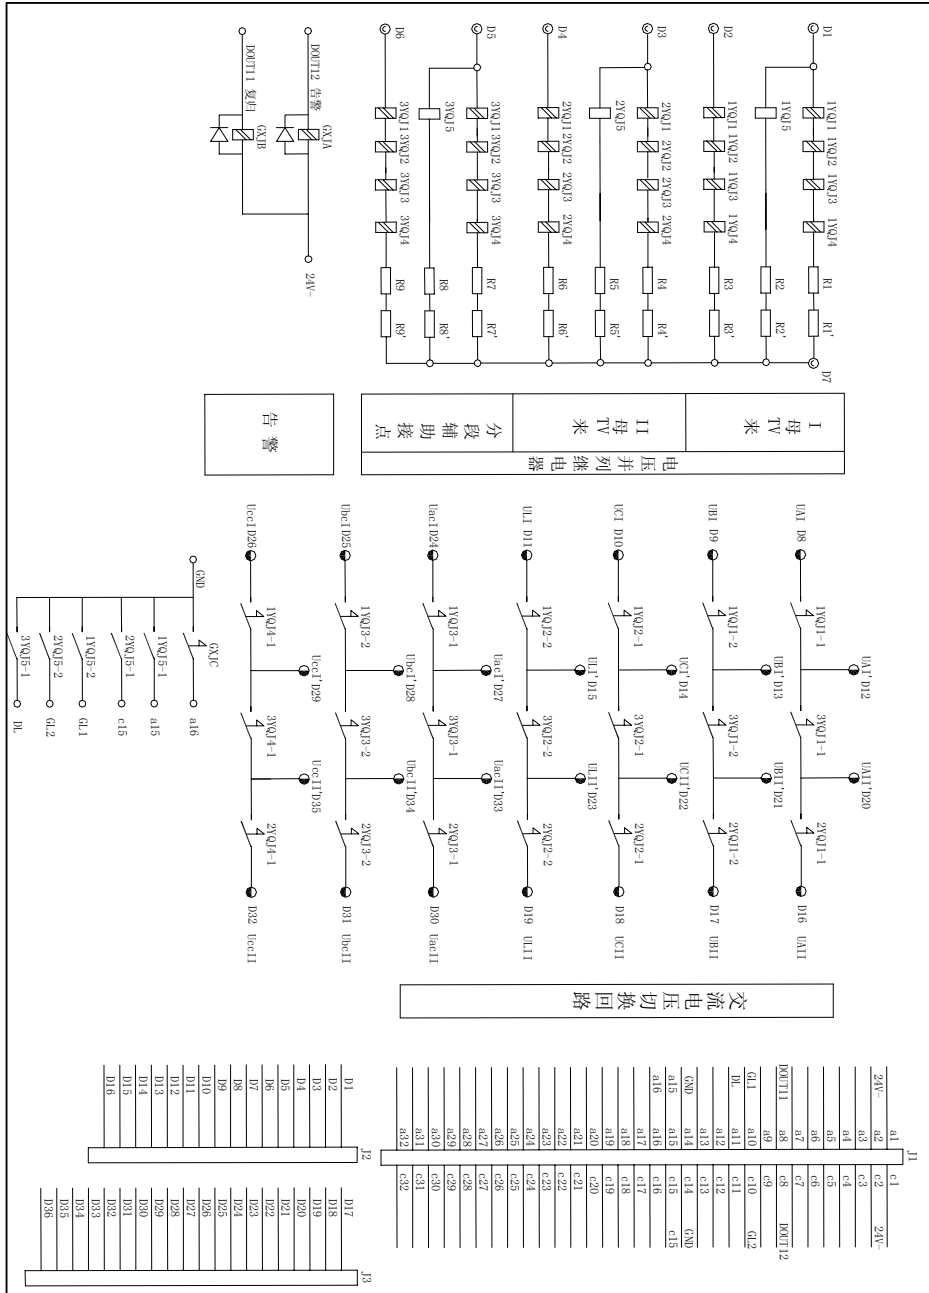 D1 1YQJ1 1YQJ2 1YQJ3 1YQJ4 R1 R1' D7
1YQJ5 R2 R2'
D2 1YQJ1 1YQJ2 1YQJ3 1YQJ4 R3 R3'
D3 2YQJ1 2YQJ2 2YQJ3 2YQJ4 R4 R4'
2YQJ5 R5 R5'
D4 2YQJ1 2YQJ2 2YQJ3 2YQJ4 R6 R6'
D5 3YQJ1 3YQJ2 3YQJ3 3YQJ4 R7 R7'
3YQJ5 R8 R8'
D6 3YQJ1 3YQJ2 3YQJ3 3YQJ4 R9 R9'
DOUT12 告警 GXJA
DOUT11 复归 GXJB
24V-
I
母
TV
来
II
母
TV
来
分
段
辅
助
接
点
电压并列继电器
告警
UAI D8 1YQJ1-1 UAI'D12 3YQJ1-1 UAII'D20 2YQJ1-1 D16 UAII
UBI D9 1YQJ1-2 UBI'D13 3YQJ1-2 UBII'D21 2YQJ1-2 D17 UBII
UCI D10 1YQJ2-1 UCI'D14 3YQJ2-1 UCII'D22 2YQJ2-1 D18 UCII
ULI D11 1YQJ2-2 ULI'D15 3YQJ2-2 ULII'D23 2YQJ2-2 D19 ULII
UacID24 1YQJ3-1 UacI'D27 3YQJ3-1 UacII'D33 2YQJ3-1 D30 UacII
UbcID25 1YQJ3-2 UbcI'D28 3YQJ3-2 UbcII'D34 2YQJ3-2 D31 UbcII
UccID26 1YQJ4-1 UccI'D29 3YQJ4-1 UccII'D35 2YQJ4-1 D32 UccII
GND GXJC a16
1YQJ5-1 a15
2YQJ5-1 c15
1YQJ5-2 GL1
2YQJ5-2 GL2
3YQJ5-1 DL
交流电压切换回路
J1
a1 c1
24V- a2 c2 24V-
a3 c3
a4 c4
a5 c5
a6 c6
a7 c7
DOUT11 a8 c8 DOUT12
a9 c9
GL1 a10 c10 GL2
DL a11 c11
a12 c12
a13 c13
GND a14 c14 GND
a15 a15 c15 c15
a16 a16 c16
a17 c17
a18 c18
a19 c19
a20 c20
a21 c21
a22 c22
a23 c23
a24 c24
a25 c25
a26 c26
a27 c27
a28 c28
a29 c29
a30 c30
a31 c31
a32 c32
J2
D1
D2
D3
D4
D5
D6
D7
D8
D9
D10
D11
D12
D13
D14
D15
D16
J3
D17
D18
D19
D20
D21
D22
D23
D24
D25
D26
D27
D28
D29
D30
D31
D32
D33
D34
D35
D36